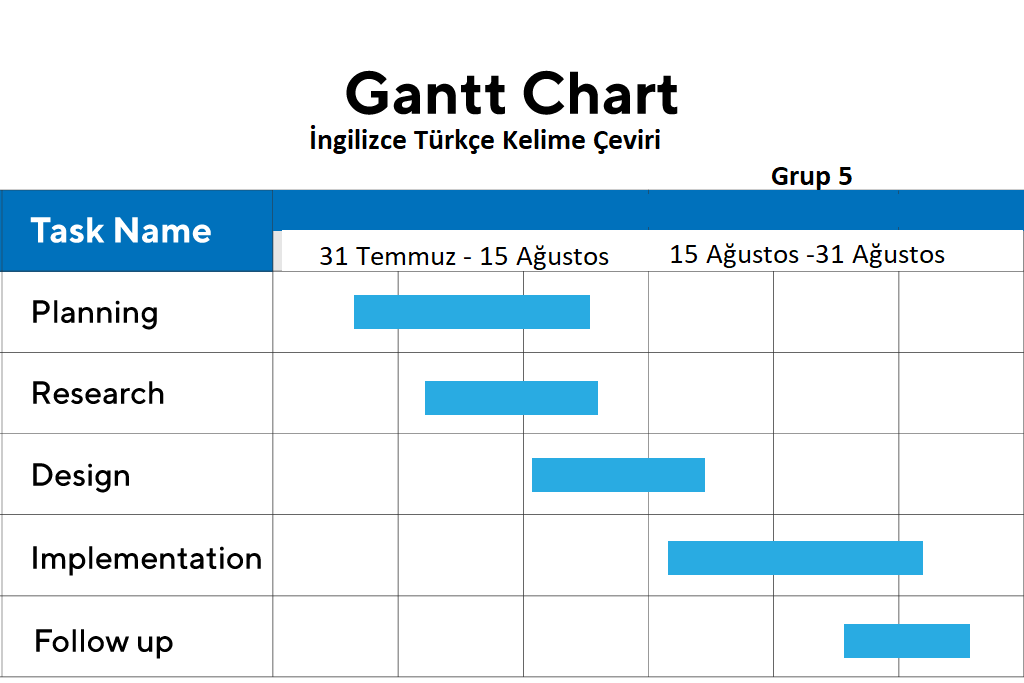 Gantt Chart
İngilizce Türkçe Kelime Çeviri
Grup 5
Task Name
31 Temmuz - 15 Ağustos
15 Ağustos -31 Ağustos
Planning
Research
Design
Implementation
Follow up